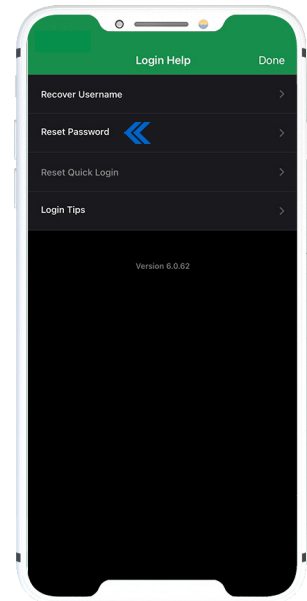 Login Help Done
Recover Username
Reset Password
Reset Quick Login
Login Tips
Version 6.0.62